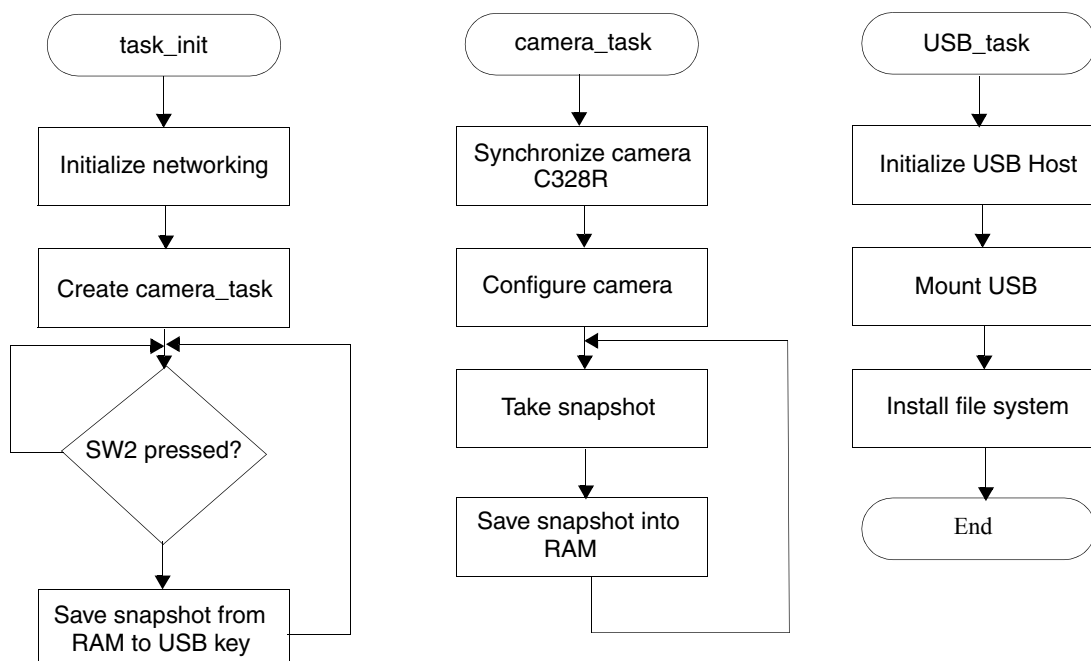 task_init
Initialize networking
Create camera_task
SW2 pressed?
Save snapshot from
RAM to USB key
camera_task
Synchronize camera
C328R
Configure camera
Take snapshot
Save snapshot into
RAM
USB_task
Initialize USB Host
Mount USB
Install file system
End